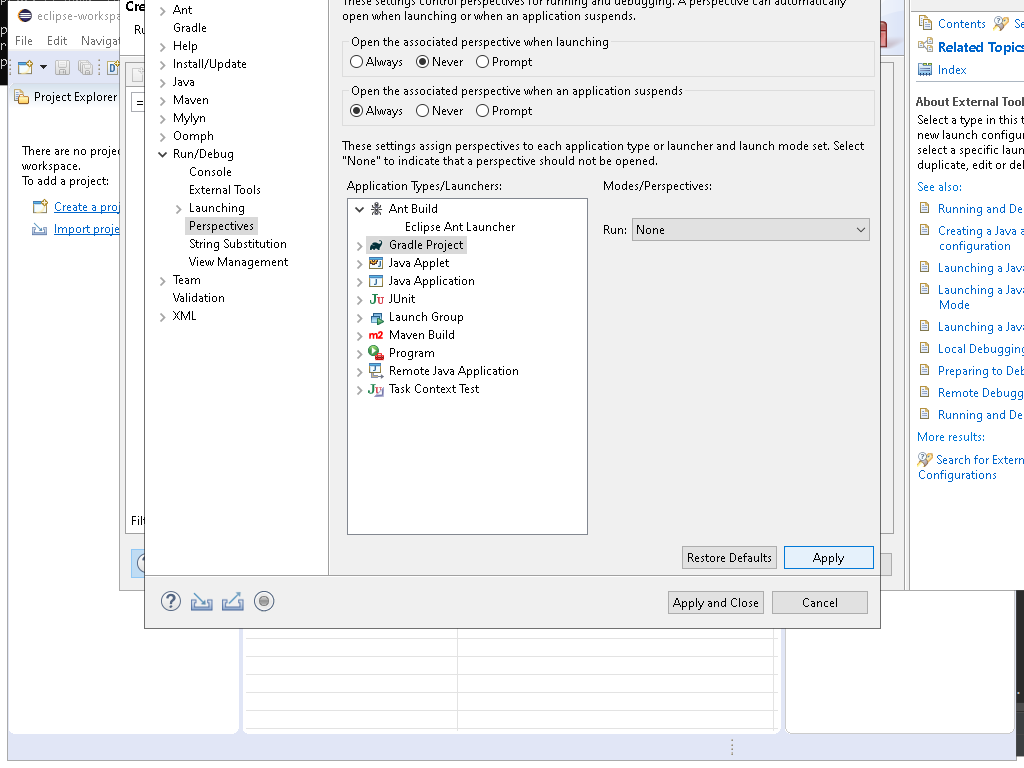 eclipse-workspa
File Edit Navigat
Project Explorer
There are no proje
workspace.
To add a project:
Create a proj
Import proje
Cre
Ru
Filt
Ant
Gradle
Help
Install/Update
Java
Maven
Mylyn
Oomph
Run/Debug
Console
External Tools
Launching
Perspectives
String Substitution
View Management
Team
Validation
XML
These settings control perspectives for running and debugging. A perspective can automatically
open when launching or when an application suspends.
Open the associated perspective when launching
Always Never Prompt
Open the associated perspective when an application suspends
Always Never Prompt
These settings assign perspectives to each application type or launcher and launch mode set. Select
"None" to indicate that a perspective should not be opened.
Application Types/Launchers:
Ant Build
Eclipse Ant Launcher
Gradle Project
Java Applet
Java Application
JUnit
Launch Group
m2 Maven Build
Program
Remote Java Application
Task Context Test
Modes/Perspectives:
Run: None
Restore Defaults Apply
Apply and Close Cancel
Contents Se
Related Topics
Index
About External Tool
Select a type in this t
new launch configur
select a specific laun
duplicate, edit or del
See also:
Running and De
Creating a Java a
configuration
Launching a Java
Launching a Java
Mode
Launching a Java
Local Debugging
Preparing to Deb
Remote Debugg
Running and De
More results:
Search for Extern
Configurations